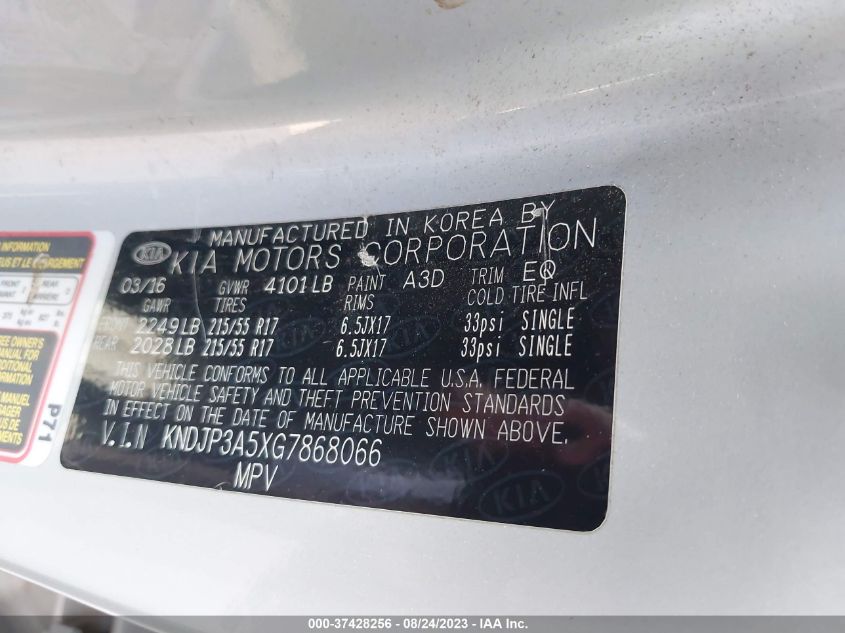 MANUFACTURED IN KOREA BY
KIA KIA MOTORS CORPORATION
03/16 GVWR 4101LB PAINT A3D TRIM EQ
GAWR TIRES RIMS COLD TIRE INFL
FRONT 2249LB 215/55 R17 6.5JX17 33psi SINGLE
REAR 2028LB 215/55 R17 6.5JX17 33psi SINGLE
THIS VEHICLE CONFORMS TO ALL APPLICABLE U.S.A. FEDERAL
MOTOR VEHICLE SAFETY AND THEFT PREVENTION STANDARDS
IN EFFECT ON THE DATE OF MANUFACTURE SHOWN ABOVE.
V.I.N KNDJP3A5XG7868066
MPV
KIA
INFORMATION
P71
000-37428256 - 08/24/2023 - IAA Inc.